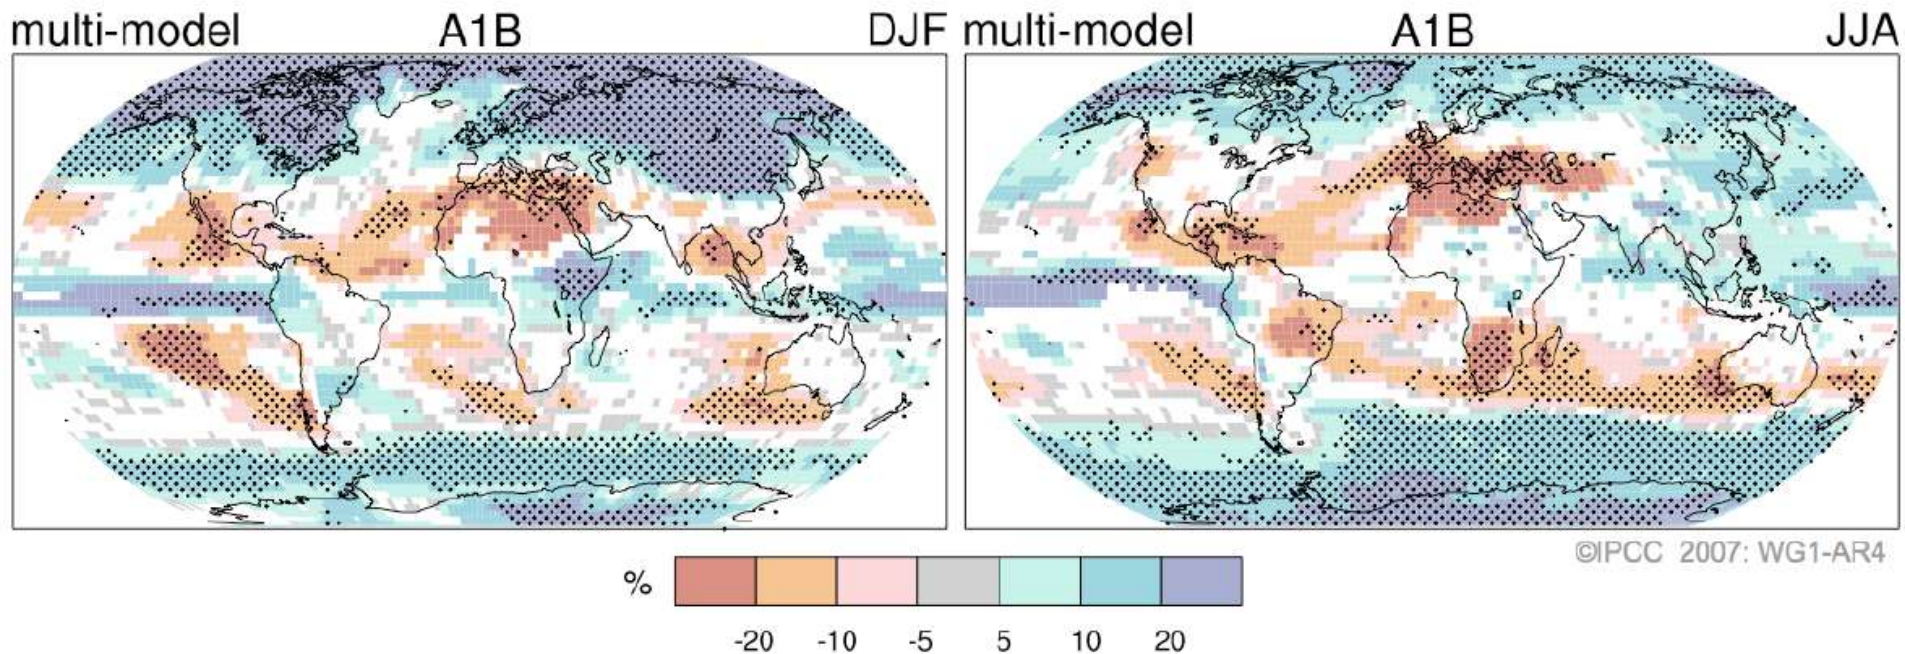 multi-model A1B DJF
multi-model A1B JJA
©IPCC 2007: WG1-AR4
%
-20 -10 -5 5 10 20